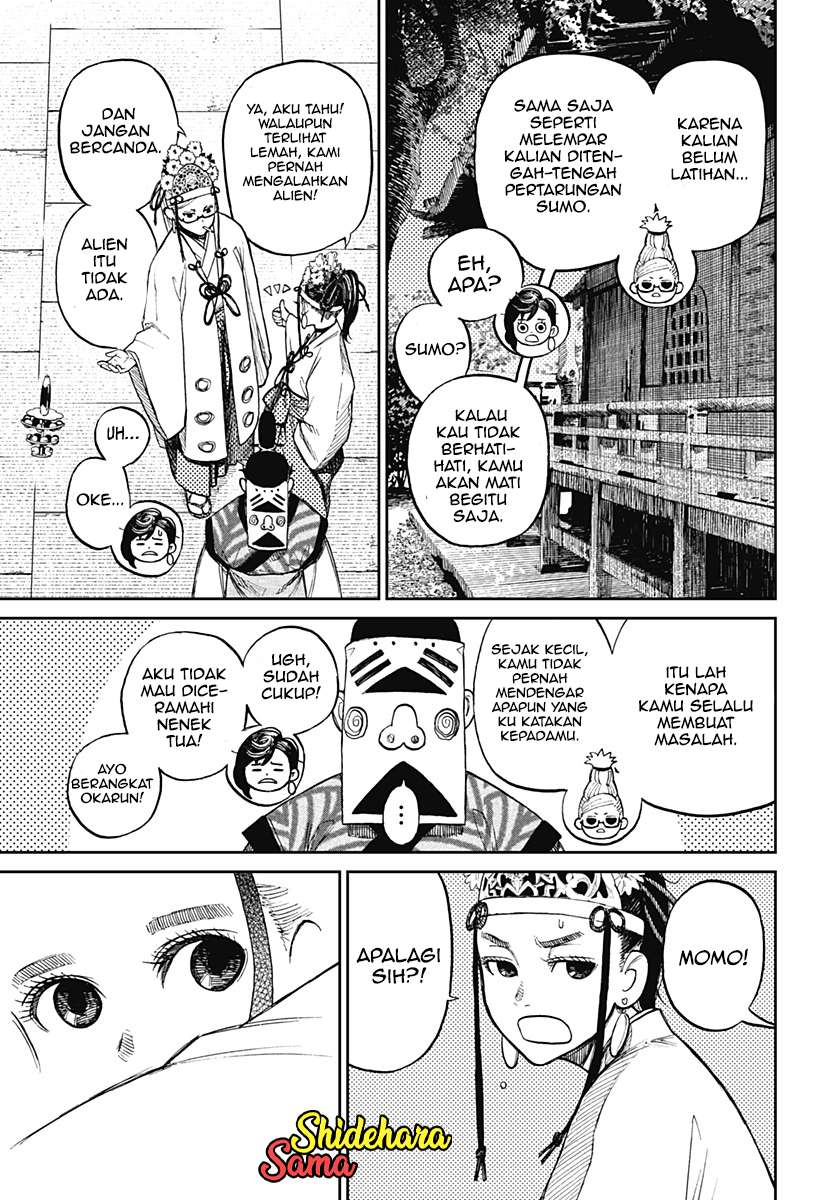 KARENA
KALIAN
BELUM
LATIHAN...
SAMA SAJA
SEPERTI
MELEMPAR
KALIAN DITEN-
GAH-TENGAH
PERTARUNGAN
SUMO.
EH,
APA?
SUMO?
KALAU
KAU TIDAK
BERHATI-
HATI, KAMU
AKAN MATI
BEGITU
SAJA.
YA, AKU TAHU!
WALAUPUN
TERLIHAT
LEMAH, KAMI
PERNAH
MENGALAHKAN
ALIEN!
DAN
JANGAN
BERCANDA.
ALIEN
ITU
TIDAK
ADA.
UH...
OKE...
ITU LAH
KENAPA
KAMU SELALU
MEMBUAT
MASALAH.
SEJAK KECIL,
KAMU TIDAK
PERNAH
MENDENGAR
APAPUN YANG
KU KATAKAN
KEPADAMU.
...
UGH,
SUDAH
CUKUP!
AKU TIDAK
MAU DICE-
RAMAHI
NENEK
TUA!
AYO
BERANGKAT
OKARUN!
MOMO!
APALAGI
SIH?!
Shidehara
Sama